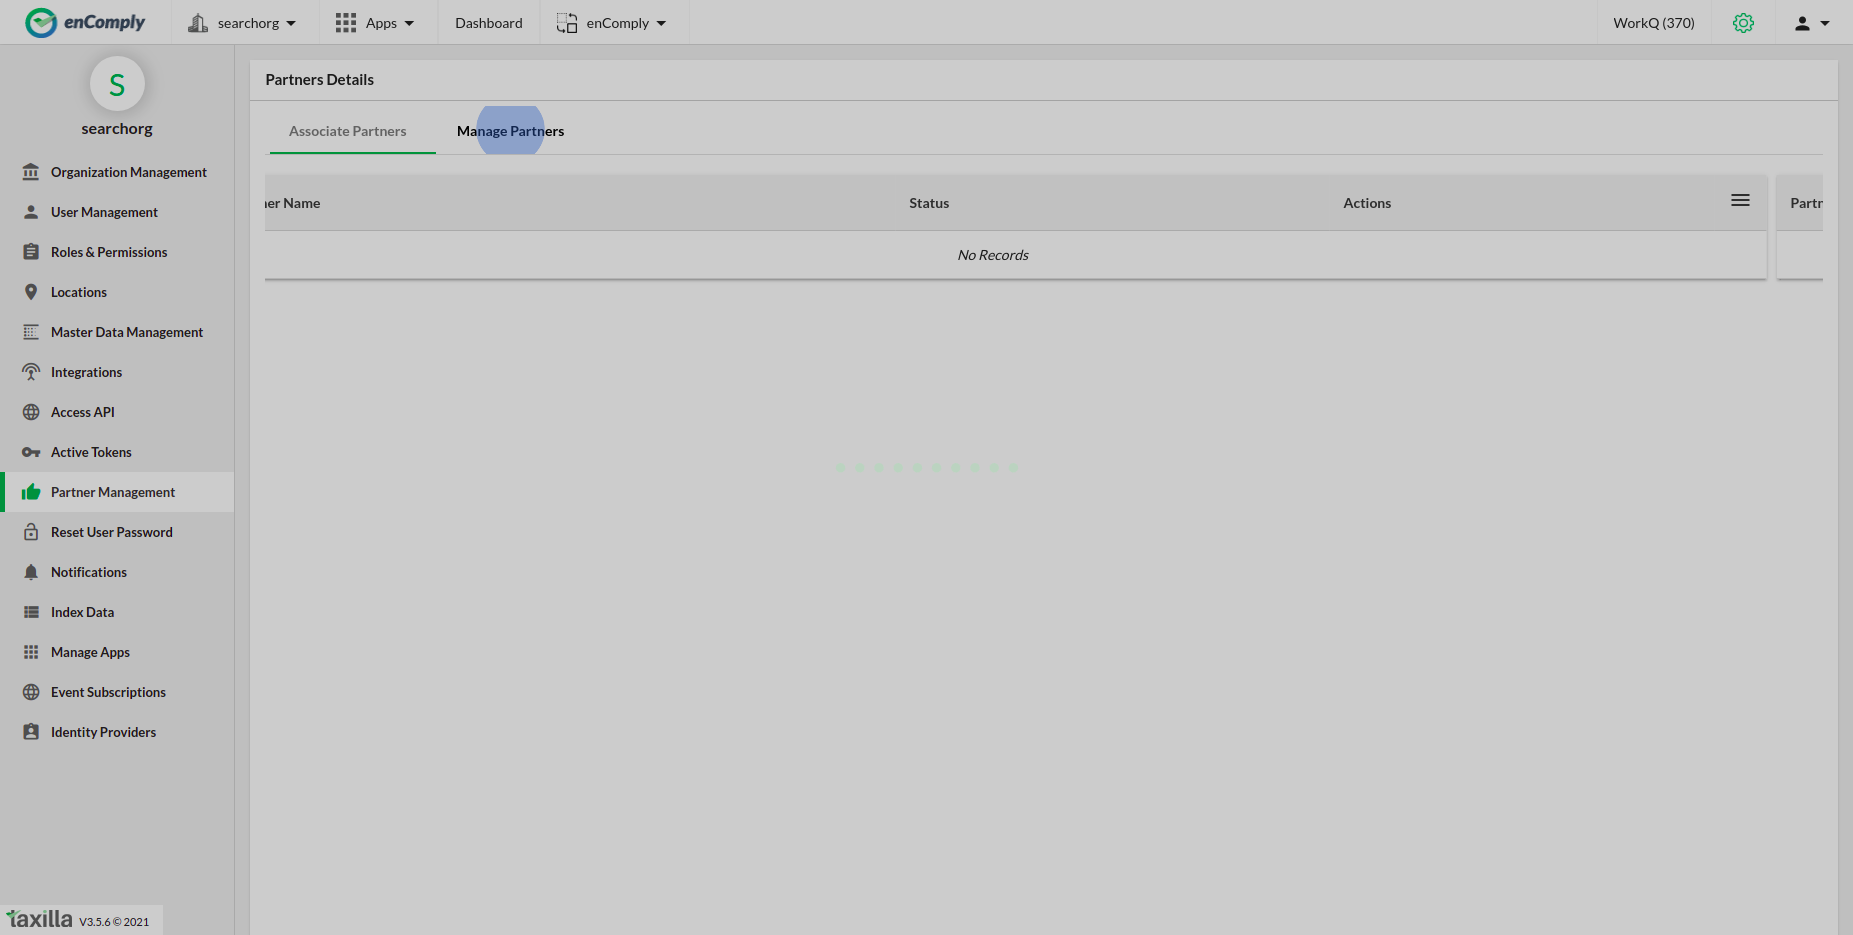 enComply
searchorg
Apps
Dashboard
enComply
WorkQ (370)
S
searchorg
Organization Management
User Management
Roles & Permissions
Locations
Master Data Management
Integrations
Access API
Active Tokens
Partner Management
Reset User Password
Notifications
Index Data
Manage Apps
Event Subscriptions
Identity Providers
taxilla V3.5.6 © 2021
Partners Details
Associate Partners
Manage Partners
Name
Status
Actions
No Records